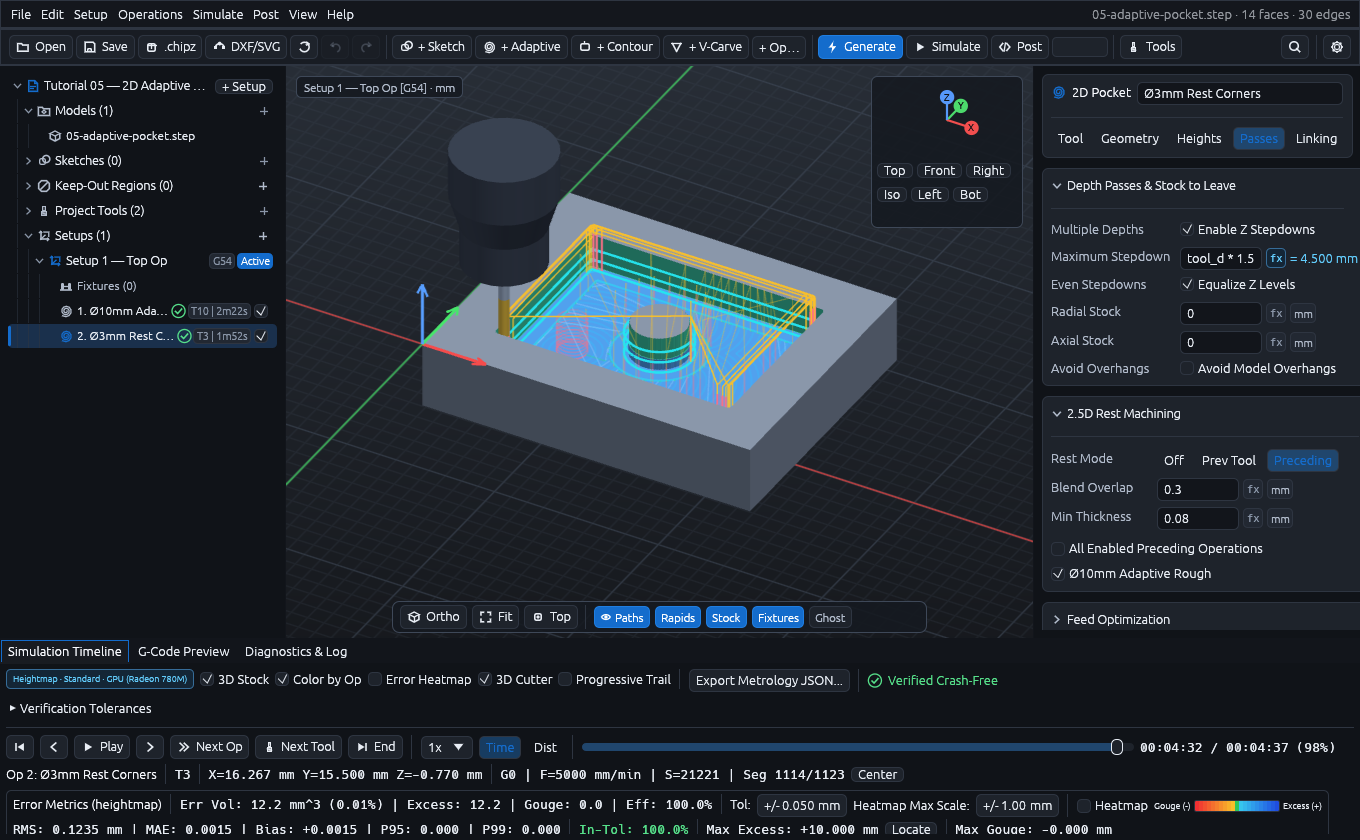 File Edit Setup Operations Simulate Post View Help
05-adaptive-pocket.step · 14 faces · 30 edges
Open Save .chipz DXF/SVG + Sketch + Adaptive + Contour + V-Carve + Op… Generate Simulate Post Tools
Tutorial 05 — 2D Adaptive … + Setup
Models (1) +
05-adaptive-pocket.step
Sketches (0) +
Keep-Out Regions (0) +
Project Tools (2) +
Setups (1) +
Setup 1 — Top Op G54 Active
Fixtures (0)
1. Ø10mm Ada… T10 | 2m22s
2. Ø3mm Rest C… T3 | 1m52s
Setup 1 — Top Op [G54] · mm
Z
Y
X
Top Front Right
Iso Left Bot
Ortho Fit Top Paths Rapids Stock Fixtures Ghost
2D Pocket Ø3mm Rest Corners
Tool Geometry Heights Passes Linking
Depth Passes & Stock to Leave
Multiple Depths Enable Z Stepdowns
Maximum Stepdown tool_d * 1.5 fx = 4.500 mm
Even Stepdowns Equalize Z Levels
Radial Stock 0 fx mm
Axial Stock 0 fx mm
Avoid Overhangs Avoid Model Overhangs
2.5D Rest Machining
Rest Mode Off Prev Tool Preceding
Blend Overlap 0.3 fx mm
Min Thickness 0.08 fx mm
All Enabled Preceding Operations
Ø10mm Adaptive Rough
Feed Optimization
Simulation Timeline G-Code Preview Diagnostics & Log
Heightmap · Standard · GPU (Radeon 780M) 3D Stock Color by Op Error Heatmap 3D Cutter Progressive Trail Export Metrology JSON... Verified Crash-Free
Verification Tolerances
Play Next Op Next Tool End 1x Time Dist 00:04:32 / 00:04:37 (98%)
Op 2: Ø3mm Rest Corners T3 X=16.267 mm Y=15.500 mm Z=-0.770 mm G0 | F=5000 mm/min | S=21221 | Seg 1114/1123 Center
Error Metrics (heightmap) Err Vol: 12.2 mm^3 (0.01%) | Excess: 12.2 | Gouge: 0.0 | Eff: 100.0% Tol: +/-0.050 mm Heatmap Max Scale: +/-1.00 mm Heatmap Gouge (-) Excess (+)
RMS: 0.1235 mm | MAE: 0.0015 | Bias: +0.0015 | P95: 0.000 | P99: 0.000 In-Tol: 100.0% Max Excess: +10.000 mm Locate Max Gouge: -0.000 mm